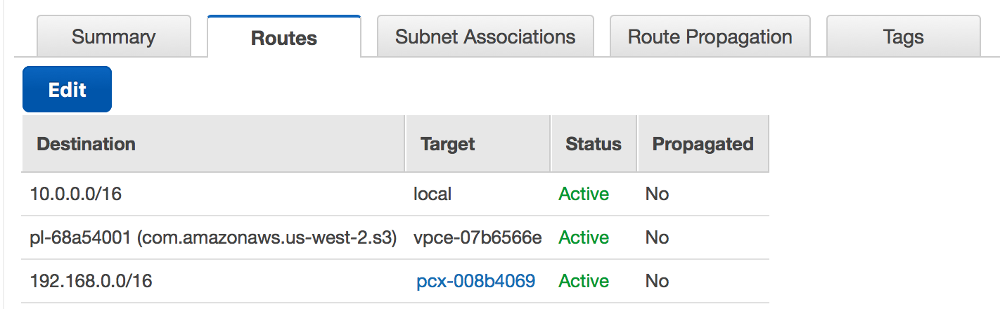 Summary Routes Subnet Associations Route Propagation Tags
Edit
Destination Target Status Propagated
10.0.0.0/16 local Active No
pl-68a54001 (com.amazonaws.us-west-2.s3) vpce-07b6566e Active No
192.168.0.0/16 pcx-008b4069 Active No